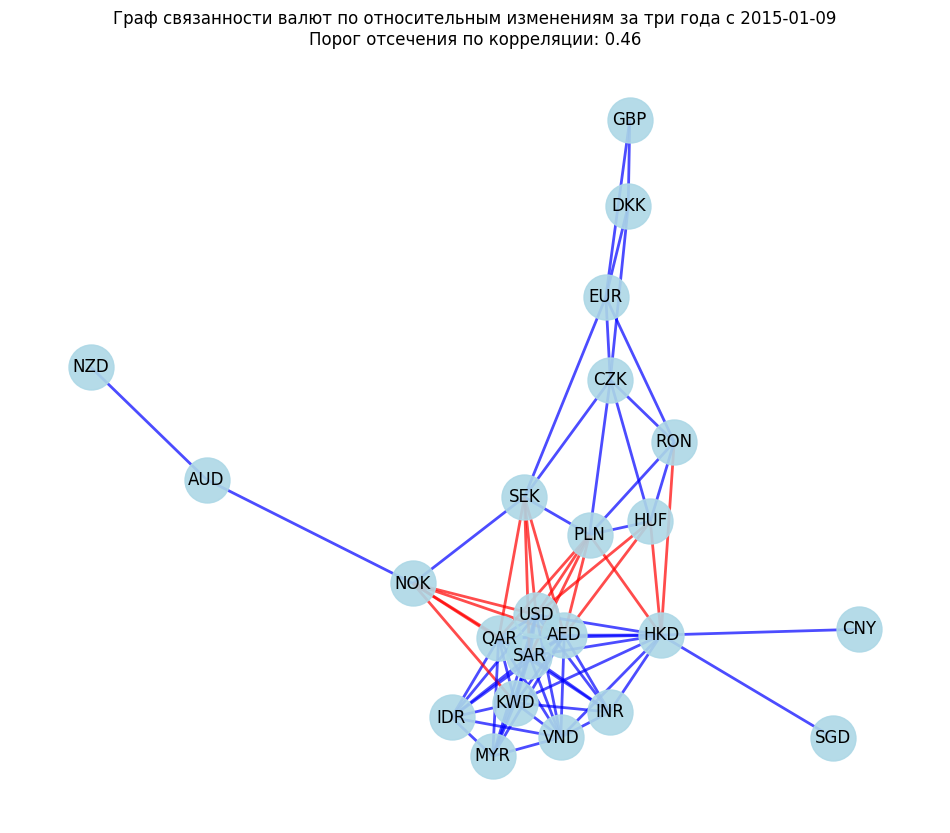 Граф связанности валют по относительным изменениям за три года с 2015-01-09
Порог отсечения по корреляции: 0.46
GBP
DKK
EUR
NZD
CZK
RON
AUD
SEK
HUF
PLN
NOK
USD
CNY
QAR
AED
HKD
SAR
KWD
INR
IDR
VND
SGD
MYR